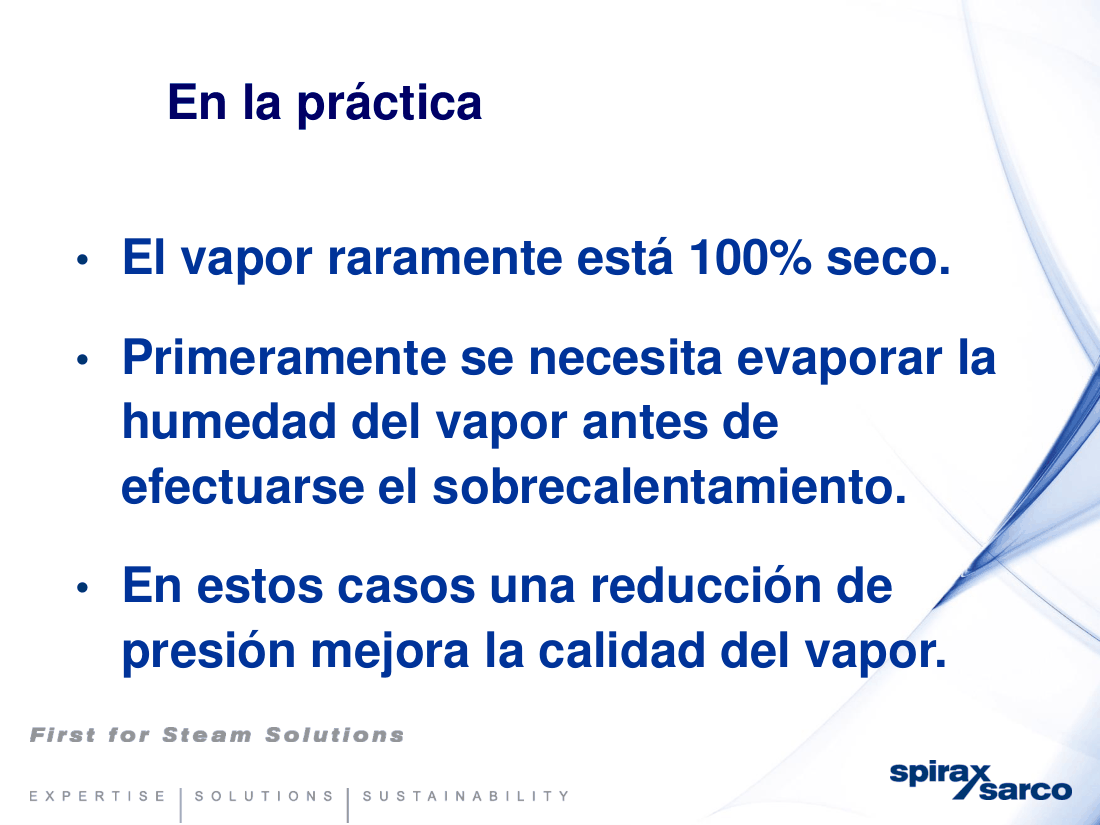 En la práctica
• El vapor raramente está 100% seco.
• Primeramente se necesita evaporar la
humedad del vapor antes de
efectuarse el sobrecalentamiento.
• En estos casos una reducción de
presión mejora la calidad del vapor.
First for Steam Solutions
EXPERTISE SOLUTIONS SUSTAINABILITY
spirax
sarco